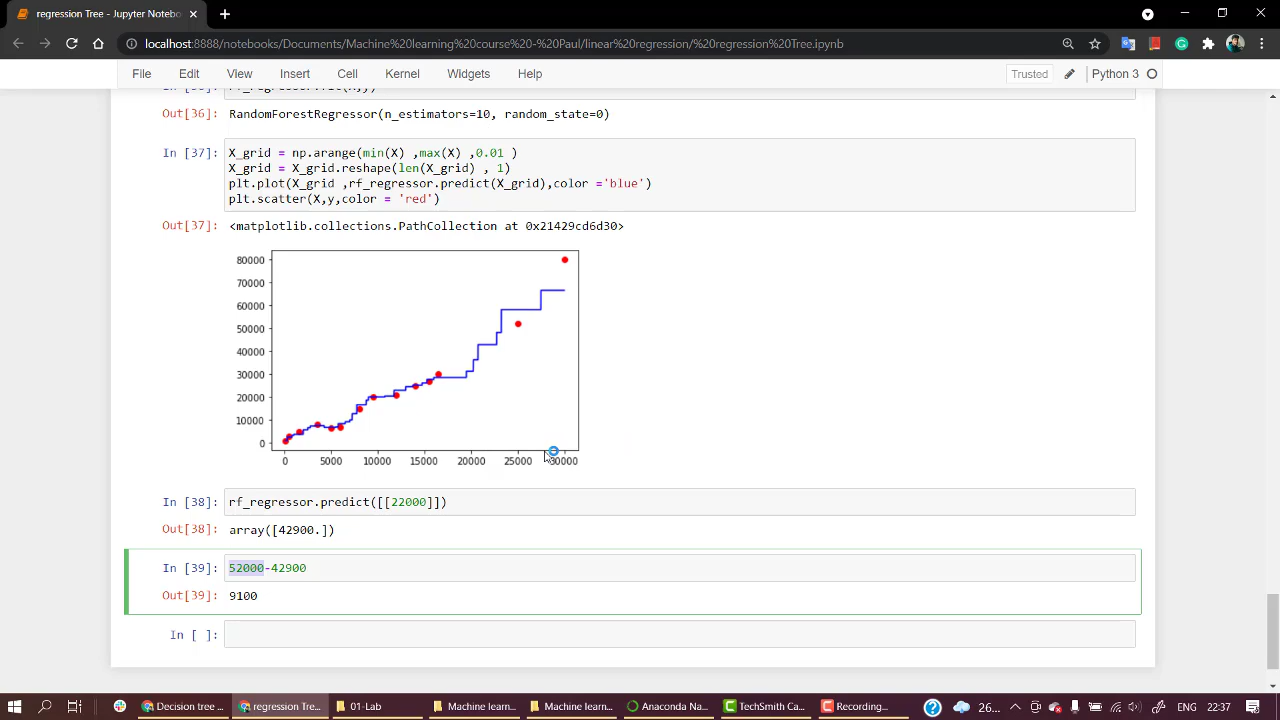 regression Tree - Jupyter Notebo
localhost:8888/notebooks/Documents/Machine%20learning%20course%20-%20Paul/linear%20regression/%20regression%20Tree.ipynb
File Edit View Insert Cell Kernel Widgets Help Trusted Python 3
Out[36]: RandomForestRegressor(n_estimators=10, random_state=0)
In [37]: X_grid = np.arange(min(X) ,max(X) ,0.01 )
X_grid = X_grid.reshape(len(X_grid) , 1)
plt.plot(X_grid ,rf_regressor.predict(X_grid),color ='blue')
plt.scatter(X,y,color = 'red')
Out[37]: <matplotlib.collections.PathCollection at 0x21429cd6d30>
80000
70000
60000
50000
40000
30000
20000
10000
0
0 5000 10000 15000 20000 25000 30000
In [38]: rf_regressor.predict([[22000]])
Out[38]: array([42900.])
In [39]: 52000-42900
Out[39]: 9100
In [ ]:
Decision tree ... regression Tre... 01-Lab Machine learn... Machine learn... Anaconda Na... TechSmith Ca... Recording... 26... ENG 22:37